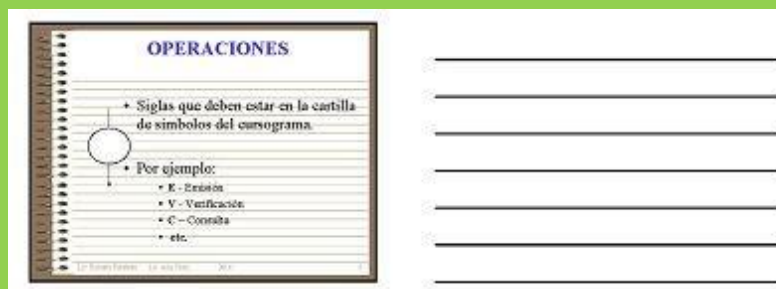 OPERACIONES
• Siglas que deben estar en la cartilla
de simbolos del cursograma.
• Por ejemplo:
• E - Emisión
• V - Verificación
• C – Consulta
• etc.